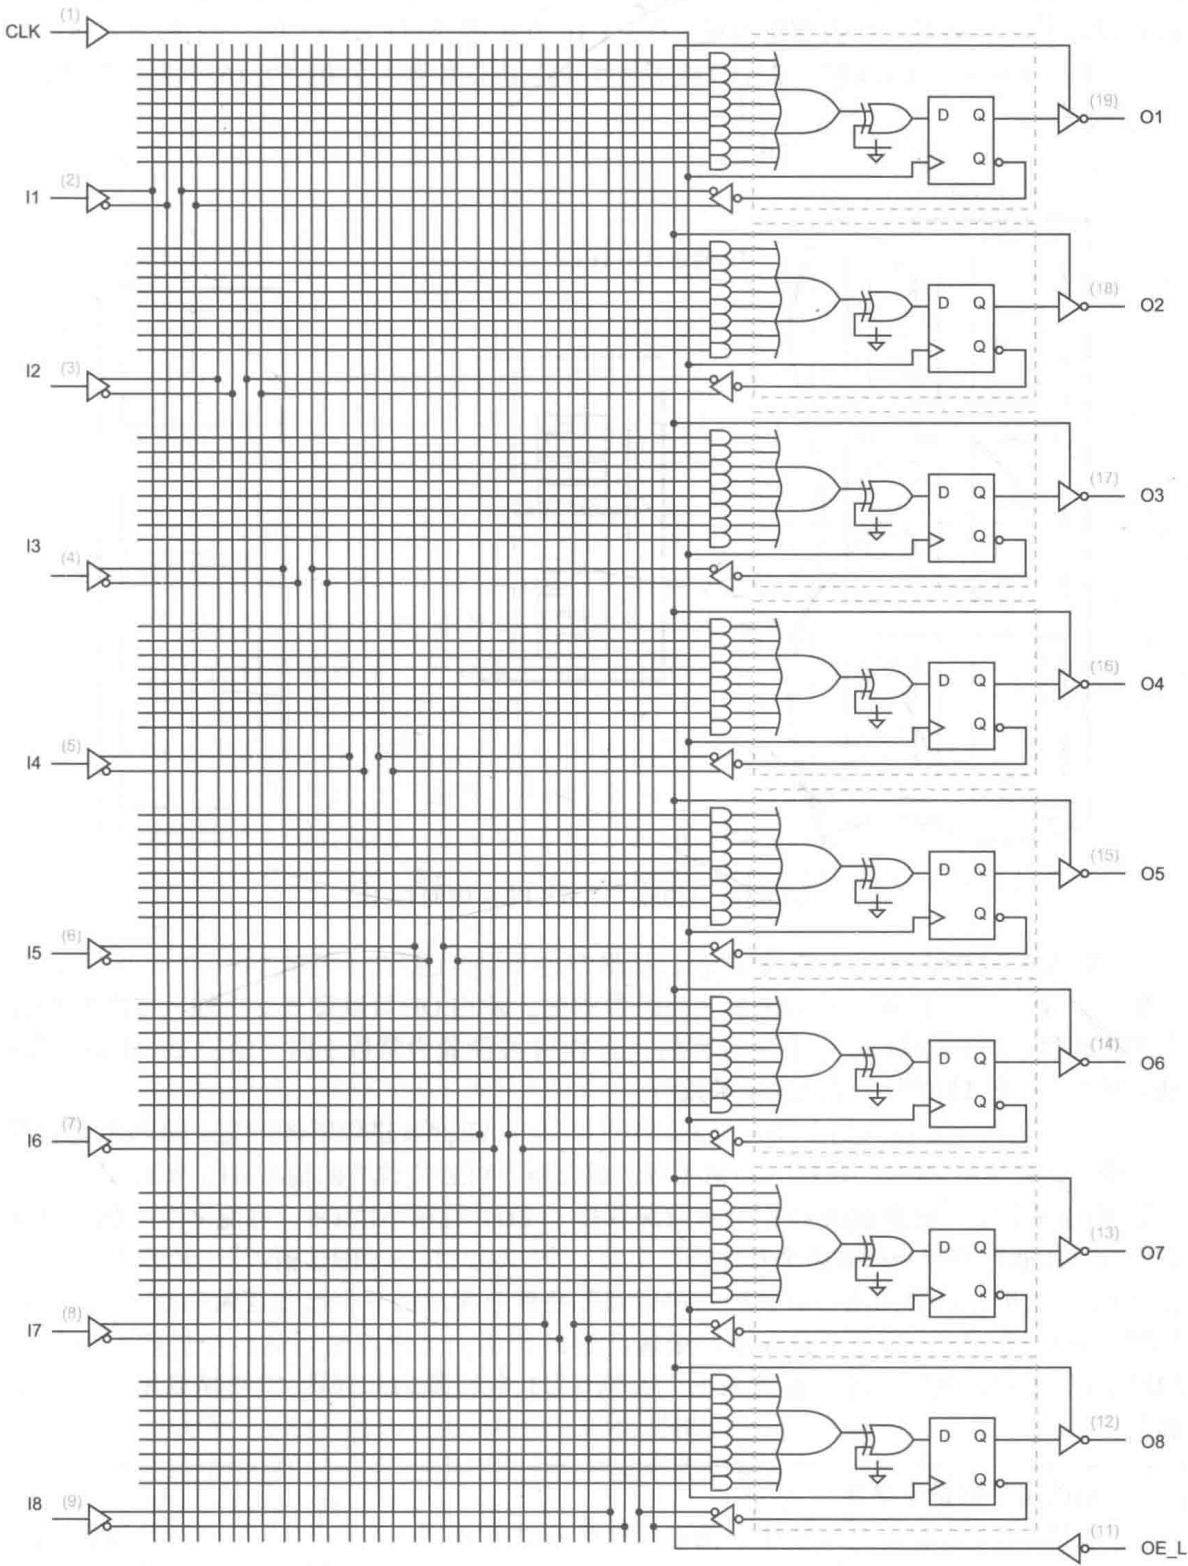 CLK (1)
D Q (19) O1
Q
I1 (2)
D Q (18) O2
Q
I2 (3)
D Q (17) O3
Q
I3 (4)
D Q (16) O4
Q
I4 (5)
D Q (15) O5
Q
I5 (6)
D Q (14) O6
Q
I6 (7)
D Q (13) O7
Q
I7 (8)
D Q (12) O8
Q
I8 (9)
(11) OE_L